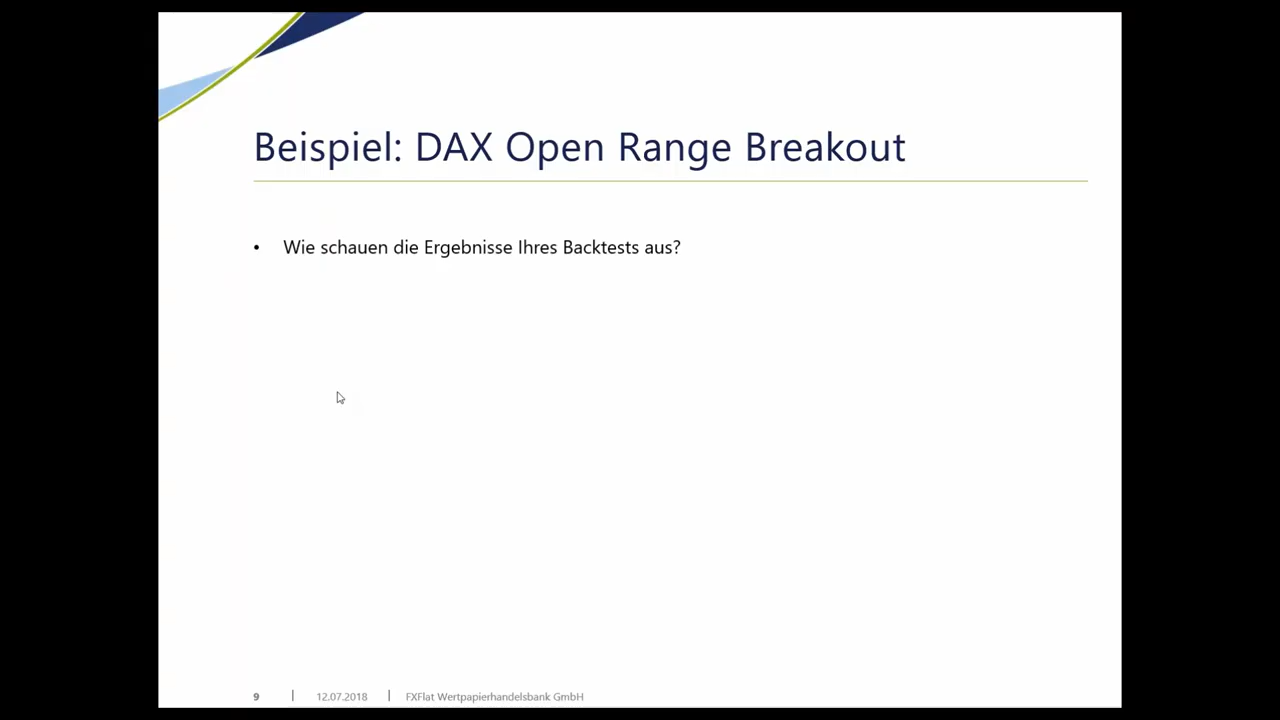 Beispiel: DAX Open Range Breakout
• Wie schauen die Ergebnisse Ihres Backtests aus?
9 | 12.07.2018 | FXFlat Wertpapierhandelsbank GmbH